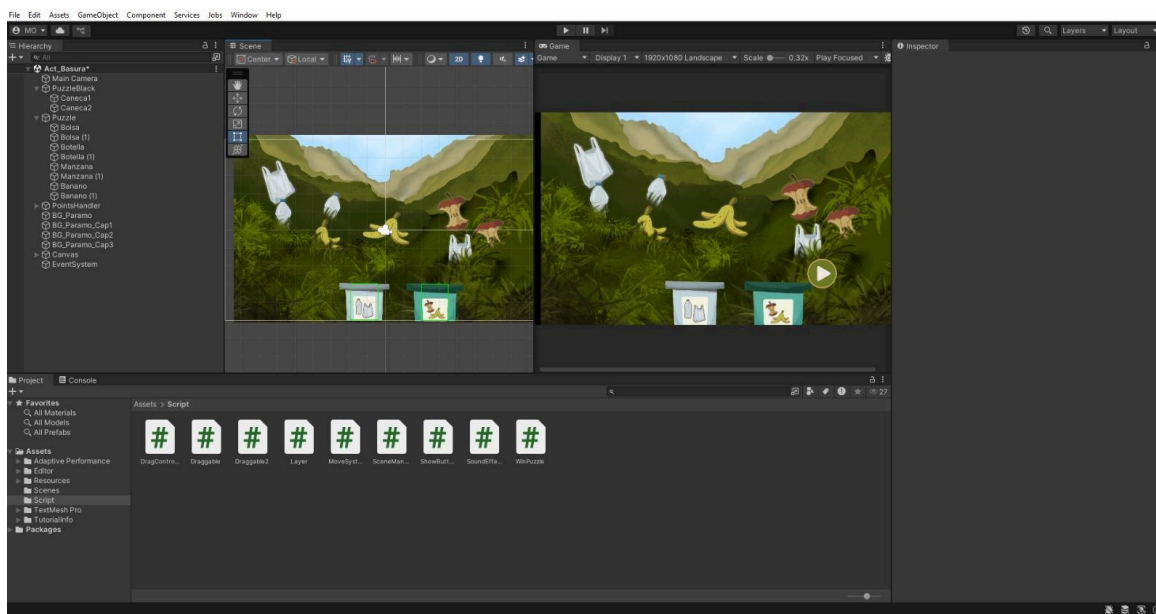 File Edit Assets GameObject Component Services Jobs Window Help
MO
Layers Layout
Hierarchy
Scene
Game
Inspector
All
Center Local 2D
Game Display 1 1920x1080 Landscape Scale 0.32x Play Focused
Act_Basura*
Main Camera
PuzzleBlack
Caneca1
Caneca2
Puzzle
Bolsa
Bolsa (1)
Botella
Botella (1)
Manzana
Manzana (1)
Banano
Banano (1)
PointsHandler
BG_Paramo
BG_Paramo_Cap1
BG_Paramo_Cap2
BG_Paramo_Cap3
Canvas
EventSystem
Project Console
27
Favorites
All Materials
All Models
All Prefabs
Assets
Adaptive Performance
Editor
Resources
Scenes
Script
TextMesh Pro
TutorialInfo
Packages
Assets > Script
# # # # # # # # #
DragContro... Draggable Draggable2 Layer MoveSyst... SceneMan... ShowButt... SoundEffe... WinPuzzle